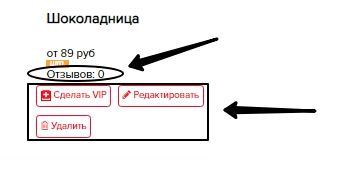 Шоколадница
от 89 руб
Отзывов: 0
Сделать VIP Редактировать
Удалить